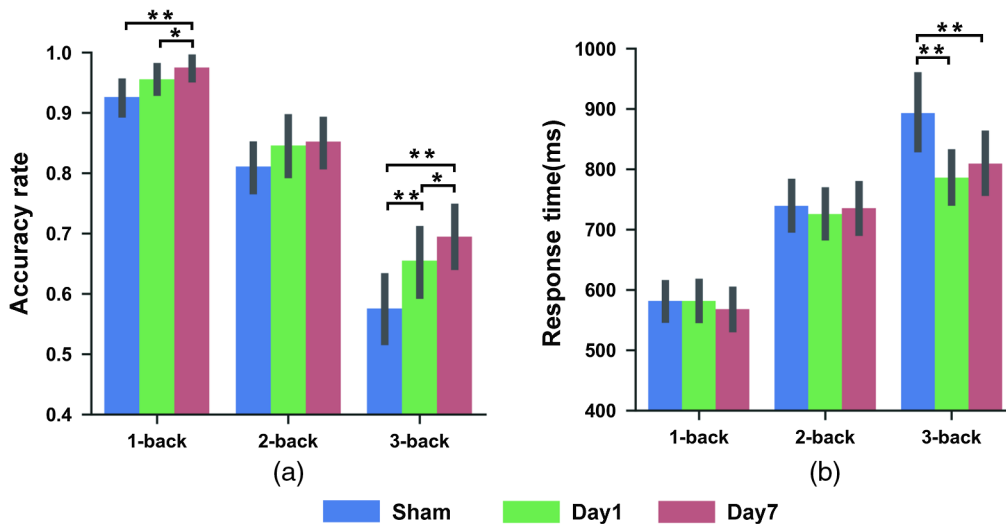 **
*
1.0
0.9
0.8
0.7
0.6
0.5
0.4
Accuracy rate
**
**
*
1-back
2-back
3-back
(a)
1000
900
800
700
600
500
400
Response time(ms)
**
**
1-back
2-back
3-back
(b)
Sham
Day1
Day7